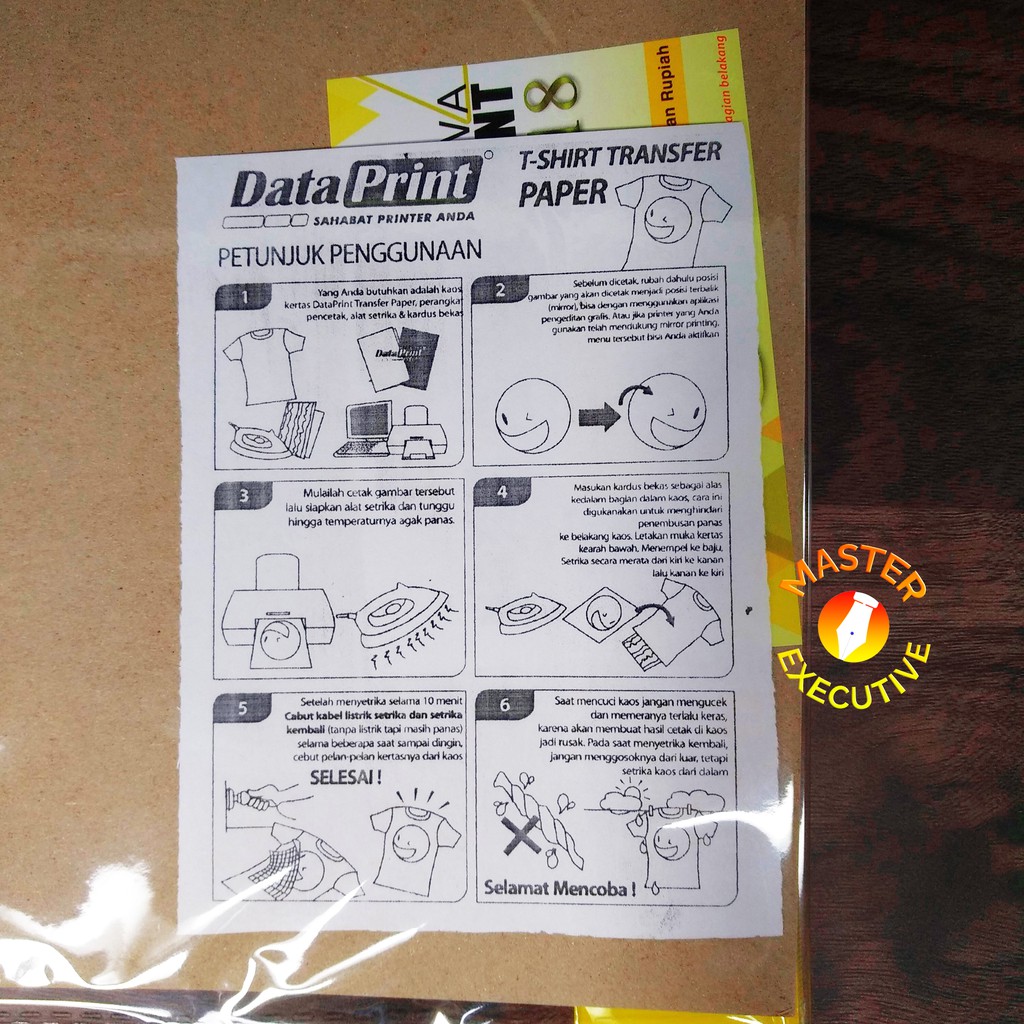 NT
8
an Rupiah
agian belakang
Data Print
SAHABAT PRINTER ANDA
T-SHIRT TRANSFER
PAPER
PETUNJUK PENGGUNAAN
1
Yang Anda butuhkan adalah kaos
kertas DataPrint Transfer Paper, perangka
pencetak, alat setrika & kardus bekas
DataPrint
2
Sebelum dicetak, rubah dahulu posisi
gambar yang akan dicetak menjadi posisi terbalik
(mirror), bisa dengan menggunakan aplikasi
pengeditan grafis. Atau jika printer yang Anda
gunakan telah mendukung mirror printing,
menu tersebut bisa Anda aktifkan
3
Mulailah cetak gambar tersebut
lalu siapkan alat setrika dan tunggu
hingga temperaturnya agak panas.
4
Masukan kardus bekas sebagai alas
kedalam bagian dalam kaos, cara ini
digukanakan untuk menghindari
penembusan panas
ke belakang kaos. Letakan muka kertas
kearah bawah. Menempel ke baju.
Setrika secara merata dari kiri ke kanan
lalu kanan ke kiri
5
Setelah menyetrika selama 10 menit
Cabut kabel listrik setrika dan setrika
kembali (tanpa listrik tapi masih panas)
selama beberapa saat sampai dingin,
cebut pelan-pelan kertasnya dari kaos
SELESAI !
6
Saat mencuci kaos jangan mengucek
dan memeranya terlalu keras,
karena akan membuat hasil cetak di kaos
jadi rusak. Pada saat menyetrika kembali,
jangan menggosoknya dari luar, tetapi
setrika kaos dari dalam
Selamat Mencoba !
MASTER
EXECUTIVE